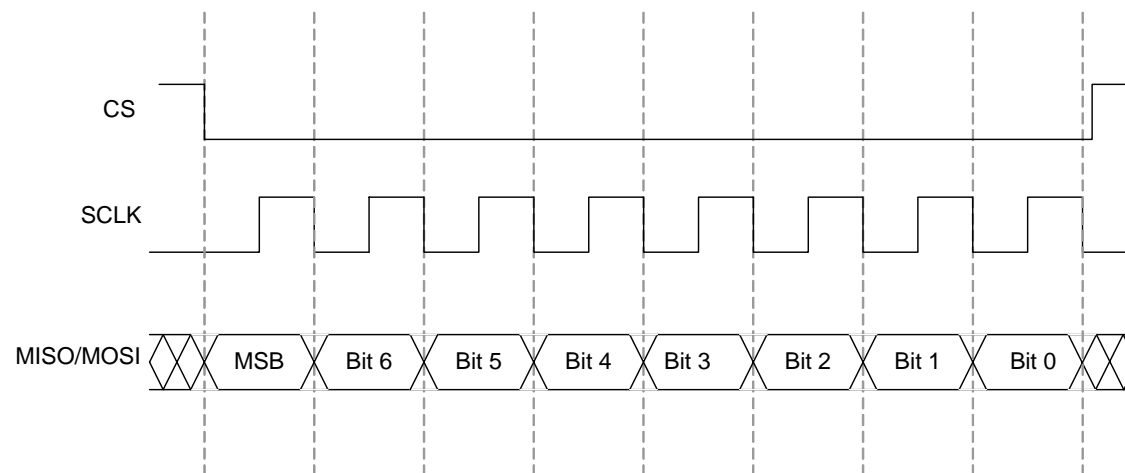 CS
SCLK
MISO/MOSI MSB Bit 6 Bit 5 Bit 4 Bit 3 Bit 2 Bit 1 Bit 0